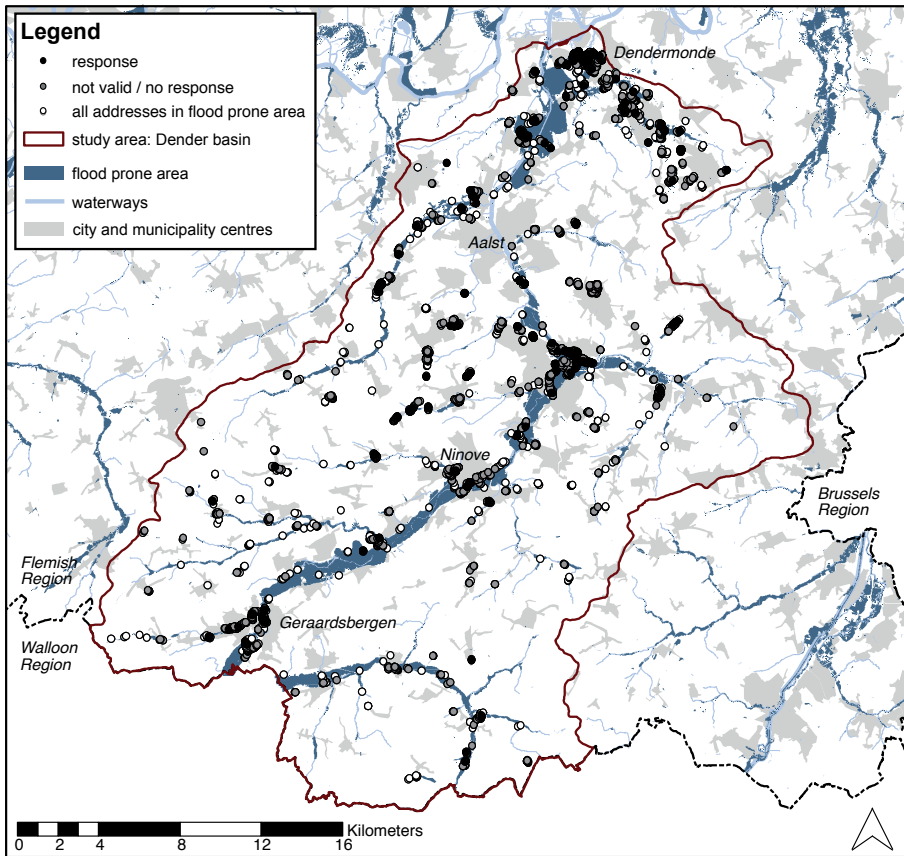 Legend
response
not valid / no response
all addresses in flood prone area
study area: Dender basin
flood prone area
waterways
city and municipality centres
Dendermonde
Aalst
Ninove
Brussels
Region
Flemish
Region
Geraardsbergen
Walloon
Region
Kilometers
0 2 4 8 12 16